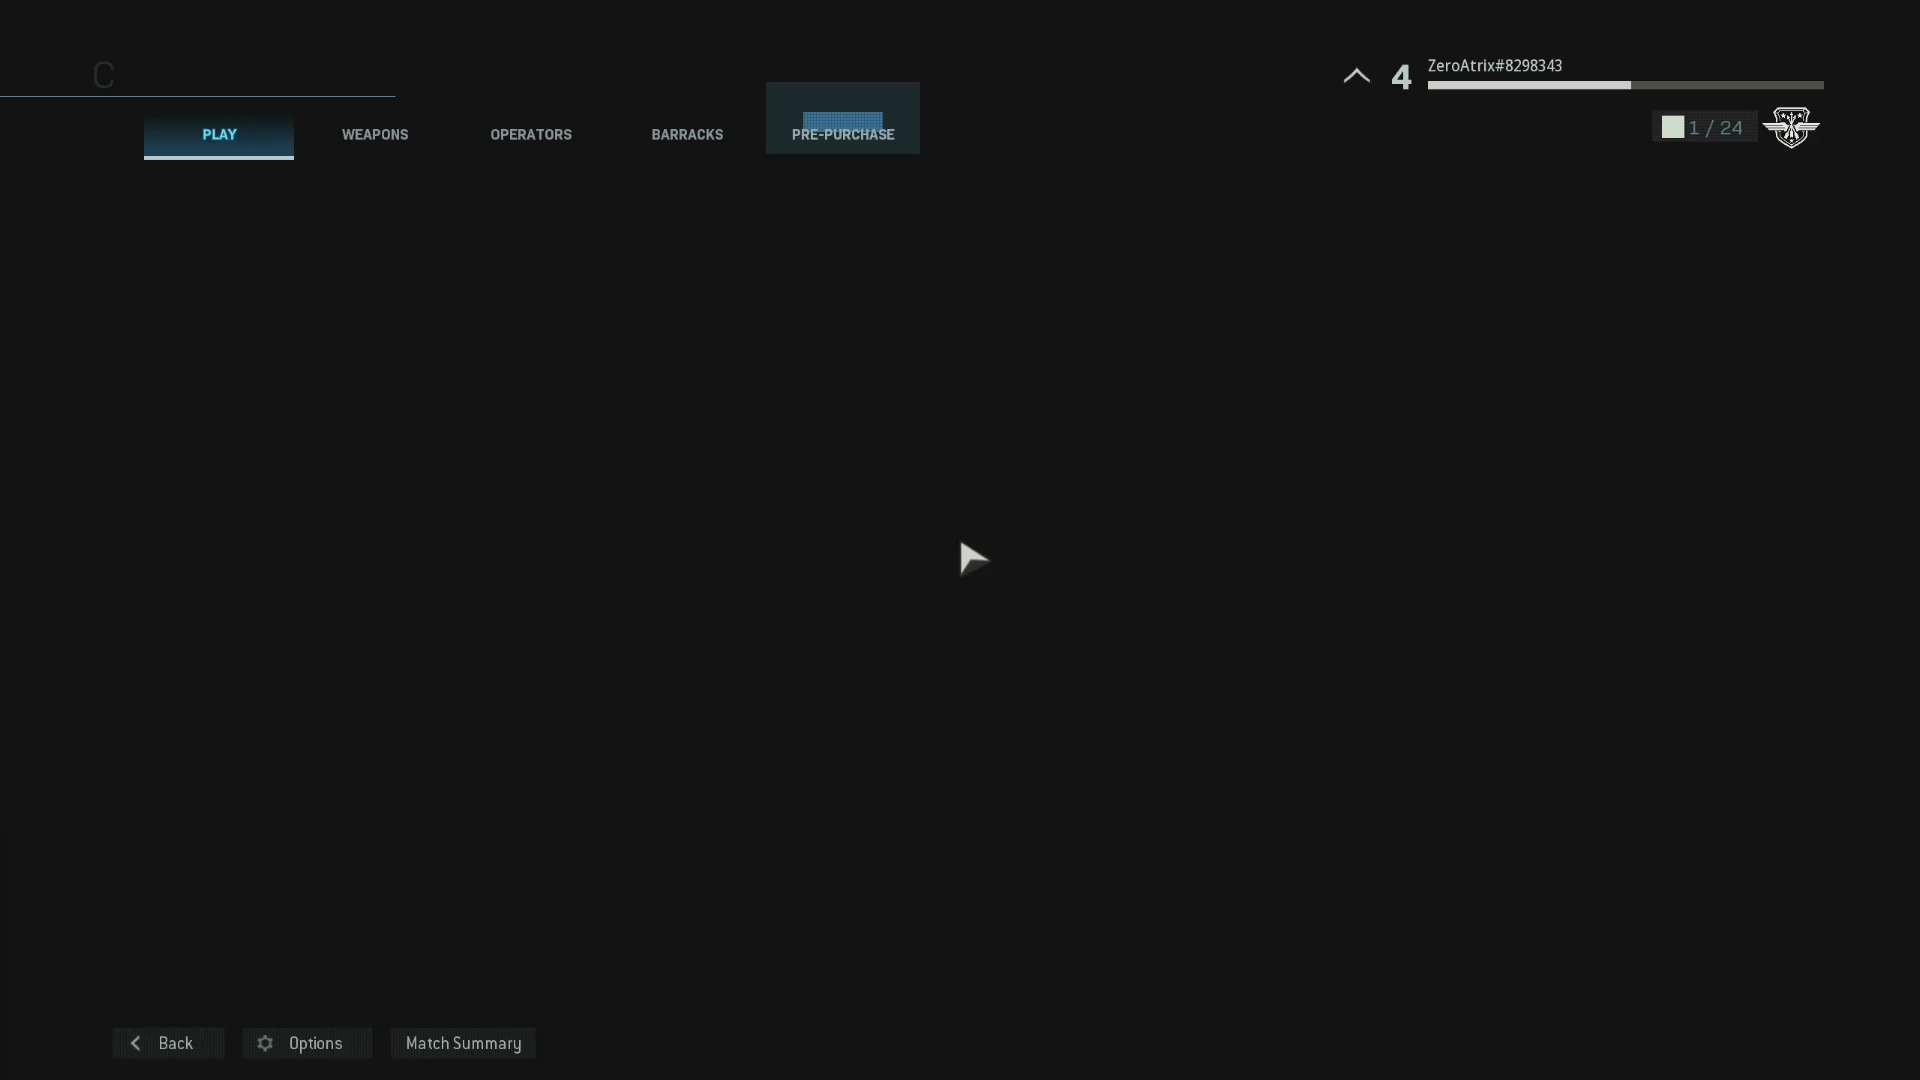 C
4
ZeroAtrix#8298343
PLAY
WEAPONS
OPERATORS
BARRACKS
PRE-PURCHASE
1 / 24
Back
Options
Match Summary